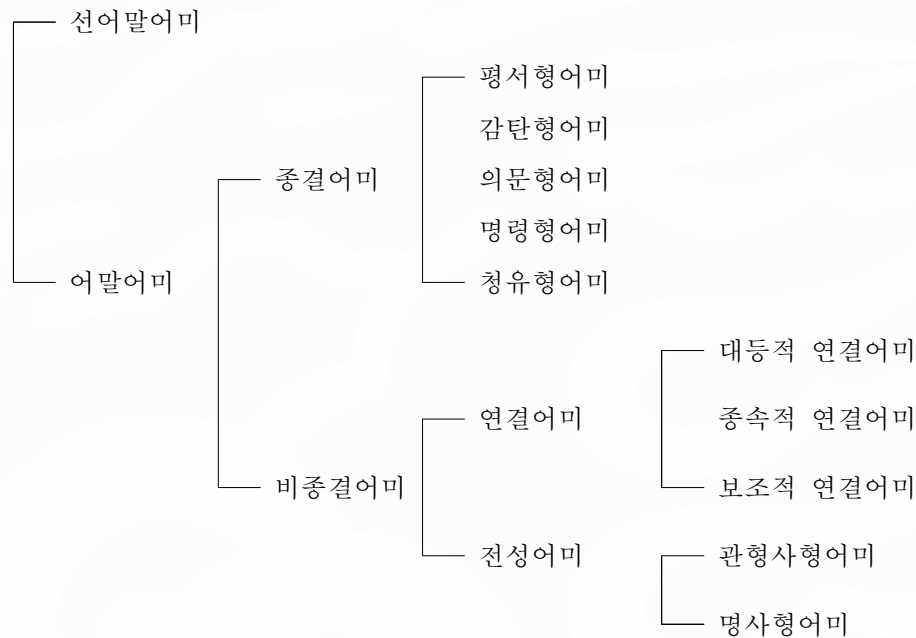 선어말어미
평서형어미
감탄형어미
종결어미
의문형어미
명령형어미
어말어미
청유형어미
대등적 연결어미
연결어미
종속적 연결어미
비종결어미
보조적 연결어미
전성어미
관형사형어미
명사형어미